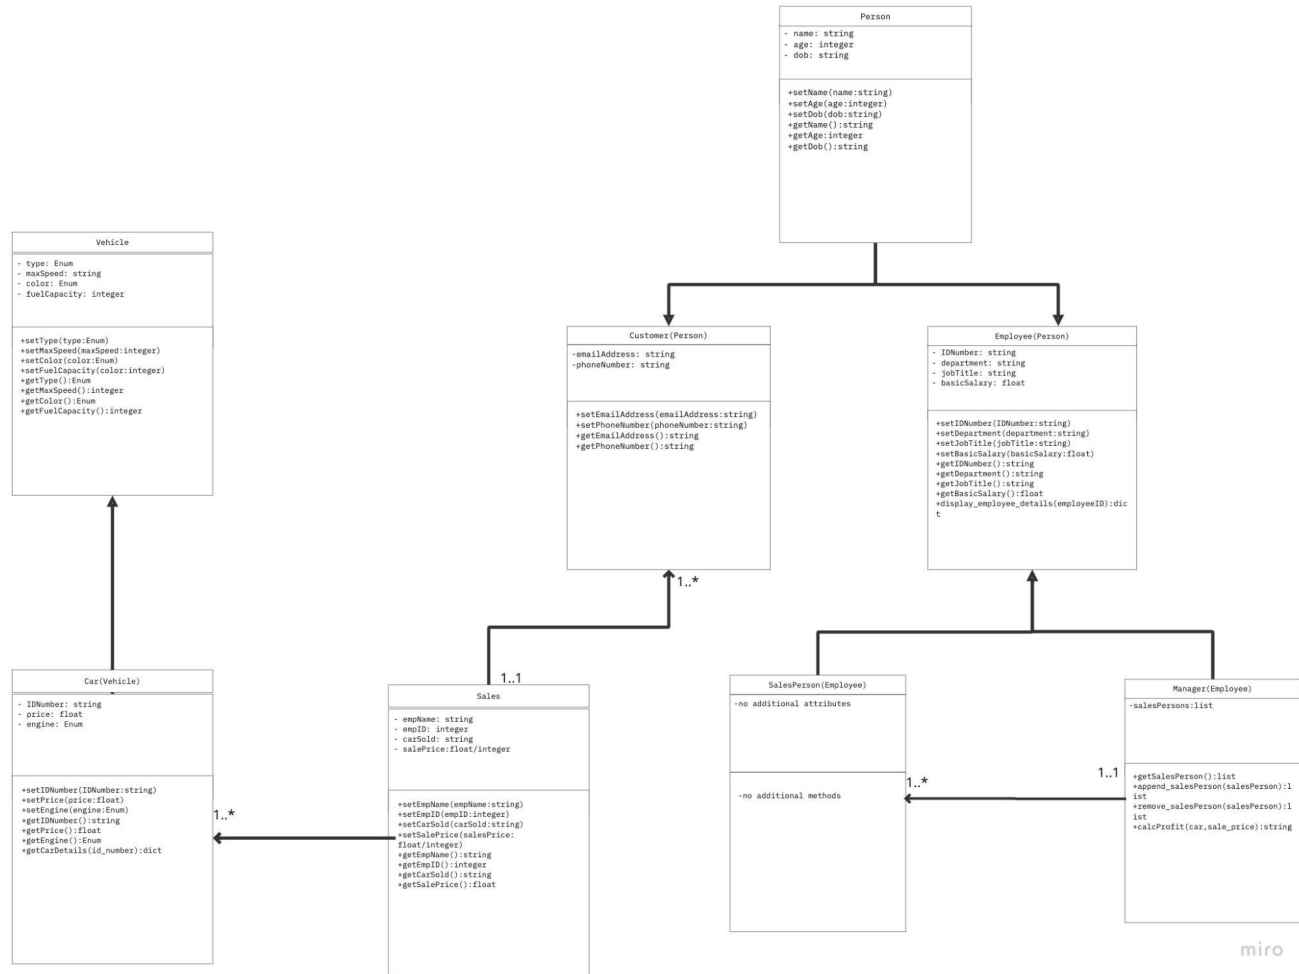 Person
- name: string
- age: integer
- dob: string
+setName(name:string)
+setAge(age:integer)
+setDob(dob:string)
+getName():string
+getAge:integer
+getDob():string
Vehicle
- type: Enum
- maxSpeed: string
- color: Enum
- fuelCapacity: integer
+setType(type:Enum)
+setMaxSpeed(maxSpeed:integer)
+setColor(color:Enum)
+setFuelCapacity(color:integer)
+getType():Enum
+getMaxSpeed():integer
+getColor():Enum
+getFuelCapacity():integer
Customer(Person)
-emailAddress: string
-phoneNumber: string
+setEmailAddress(emailAddress:string)
+setPhoneNumber(phoneNumber:string)
+getEmailAddress():string
+getPhoneNumber():string
Employee(Person)
- IDNumber: string
- department: string
- jobTitle: string
- basicSalary: float
+setIDNumber(IDNumber:string)
+setDepartment(department:string)
+setJobTitle(jobTitle:string)
+setBasicSalary(basicSalary:float)
+getIDNumber():string
+getDepartment():string
+getJobTitle():string
+getBasicSalary():float
+display_employee_details(employeeID):dic
t
1..*
1..1
Car(Vehicle)
- IDNumber: string
- price: float
- engine: Enum
+setIDNumber(IDNumber:string)
+setPrice(price:float)
+setEngine(engine:Enum)
+getIDNumber():string
+getPrice():float
+getEngine():Enum
+getCarDetails(id_number):dict
1..*
Sales
- empName: string
- empID: integer
- carSold: string
- salePrice:float/integer
+setEmpName(empName:string)
+setEmpID(empID:integer)
+setCarSold(carSold:string)
+setSalePrice(salesPrice:
float/integer)
+getEmpName():string
+getEmpID():integer
+getCarSold():string
+getSalePrice():float
SalesPerson(Employee)
-no additional attributes
-no additional methods
1..*
1..1
Manager(Employee)
-salesPersons:list
+getSalesPerson():list
+append_salesPerson(salesPerson):l
ist
+remove_salesPerson(salesPerson):l
ist
+calcProfit(car,sale_price):string
miro